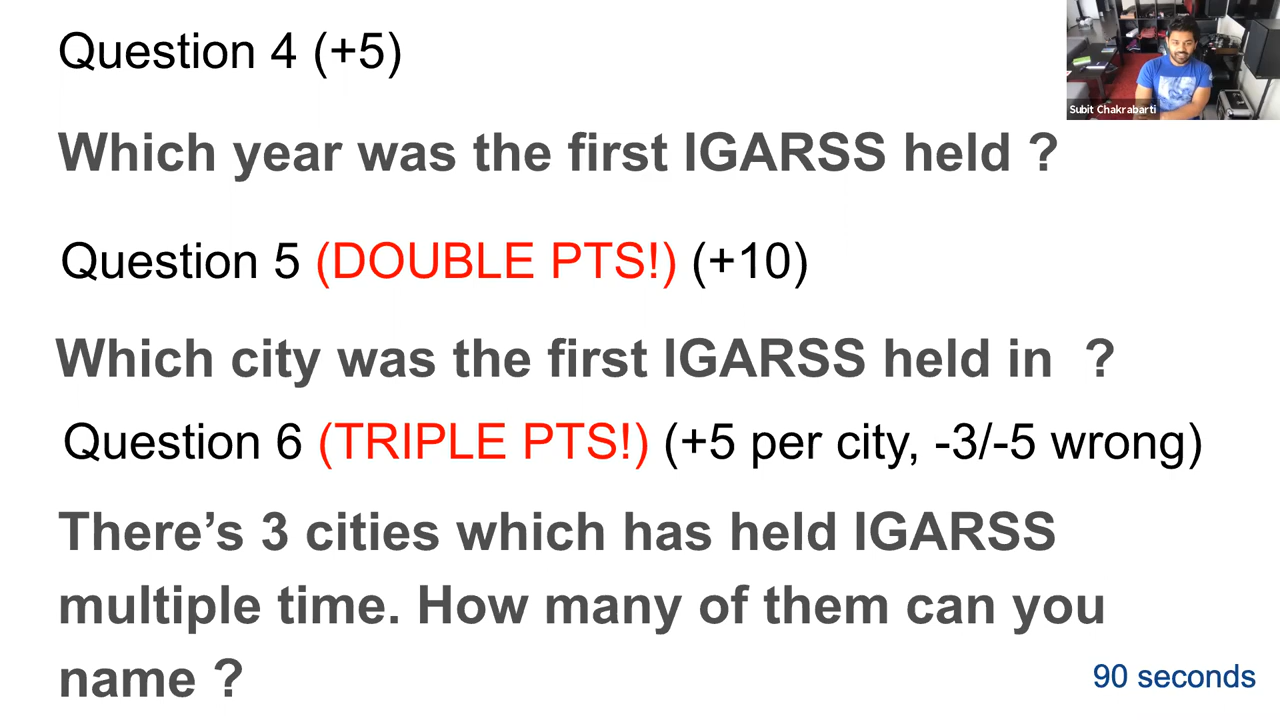 Question 4 (+5)
Subit Chakrabarti
Which year was the first IGARSS held ?
Question 5 (DOUBLE PTS!) (+10)
Which city was the first IGARSS held in ?
Question 6 (TRIPLE PTS!) (+5 per city, -3/-5 wrong)
There’s 3 cities which has held IGARSS
multiple time. How many of them can you
name ?
90 seconds